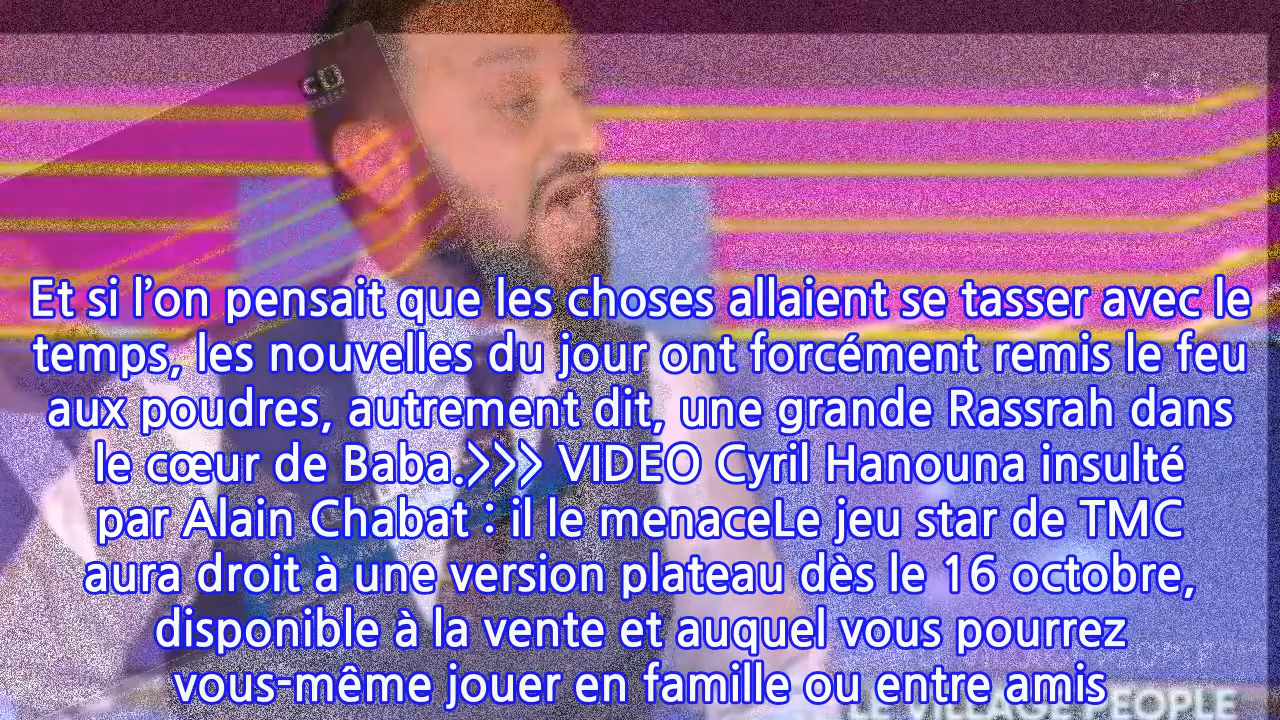 Et si l’on pensait que les choses allaient se tasser avec le
temps, les nouvelles du jour ont forcément remis le feu
aux poudres, autrement dit, une grande Rassrah dans
le cœur de Baba.>>> VIDEO Cyril Hanouna insulté
par Alain Chabat : il le menaceLe jeu star de TMC
aura droit à une version plateau dès le 16 octobre,
disponible à la vente et auquel vous pourrez
vous-même jouer en famille ou entre amis
LE VILLAGE PEOPLE